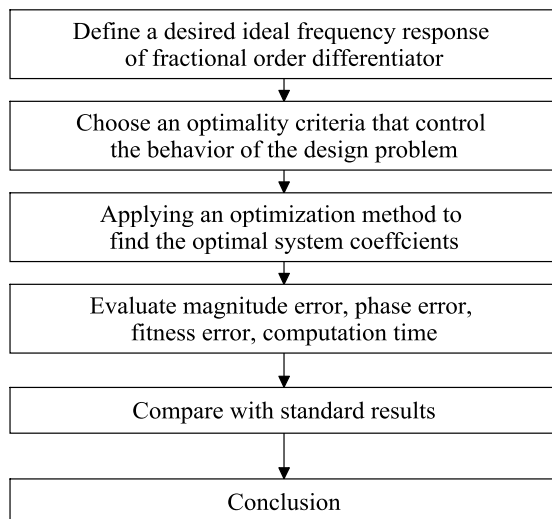 Define a desired ideal frequency response
of fractional order differentiator
Choose an optimality criteria that control
the behavior of the design problem
Applying an optimization method to
find the optimal system coeffcients
Evaluate magnitude error, phase error,
fitness error, computation time
Compare with standard results
Conclusion